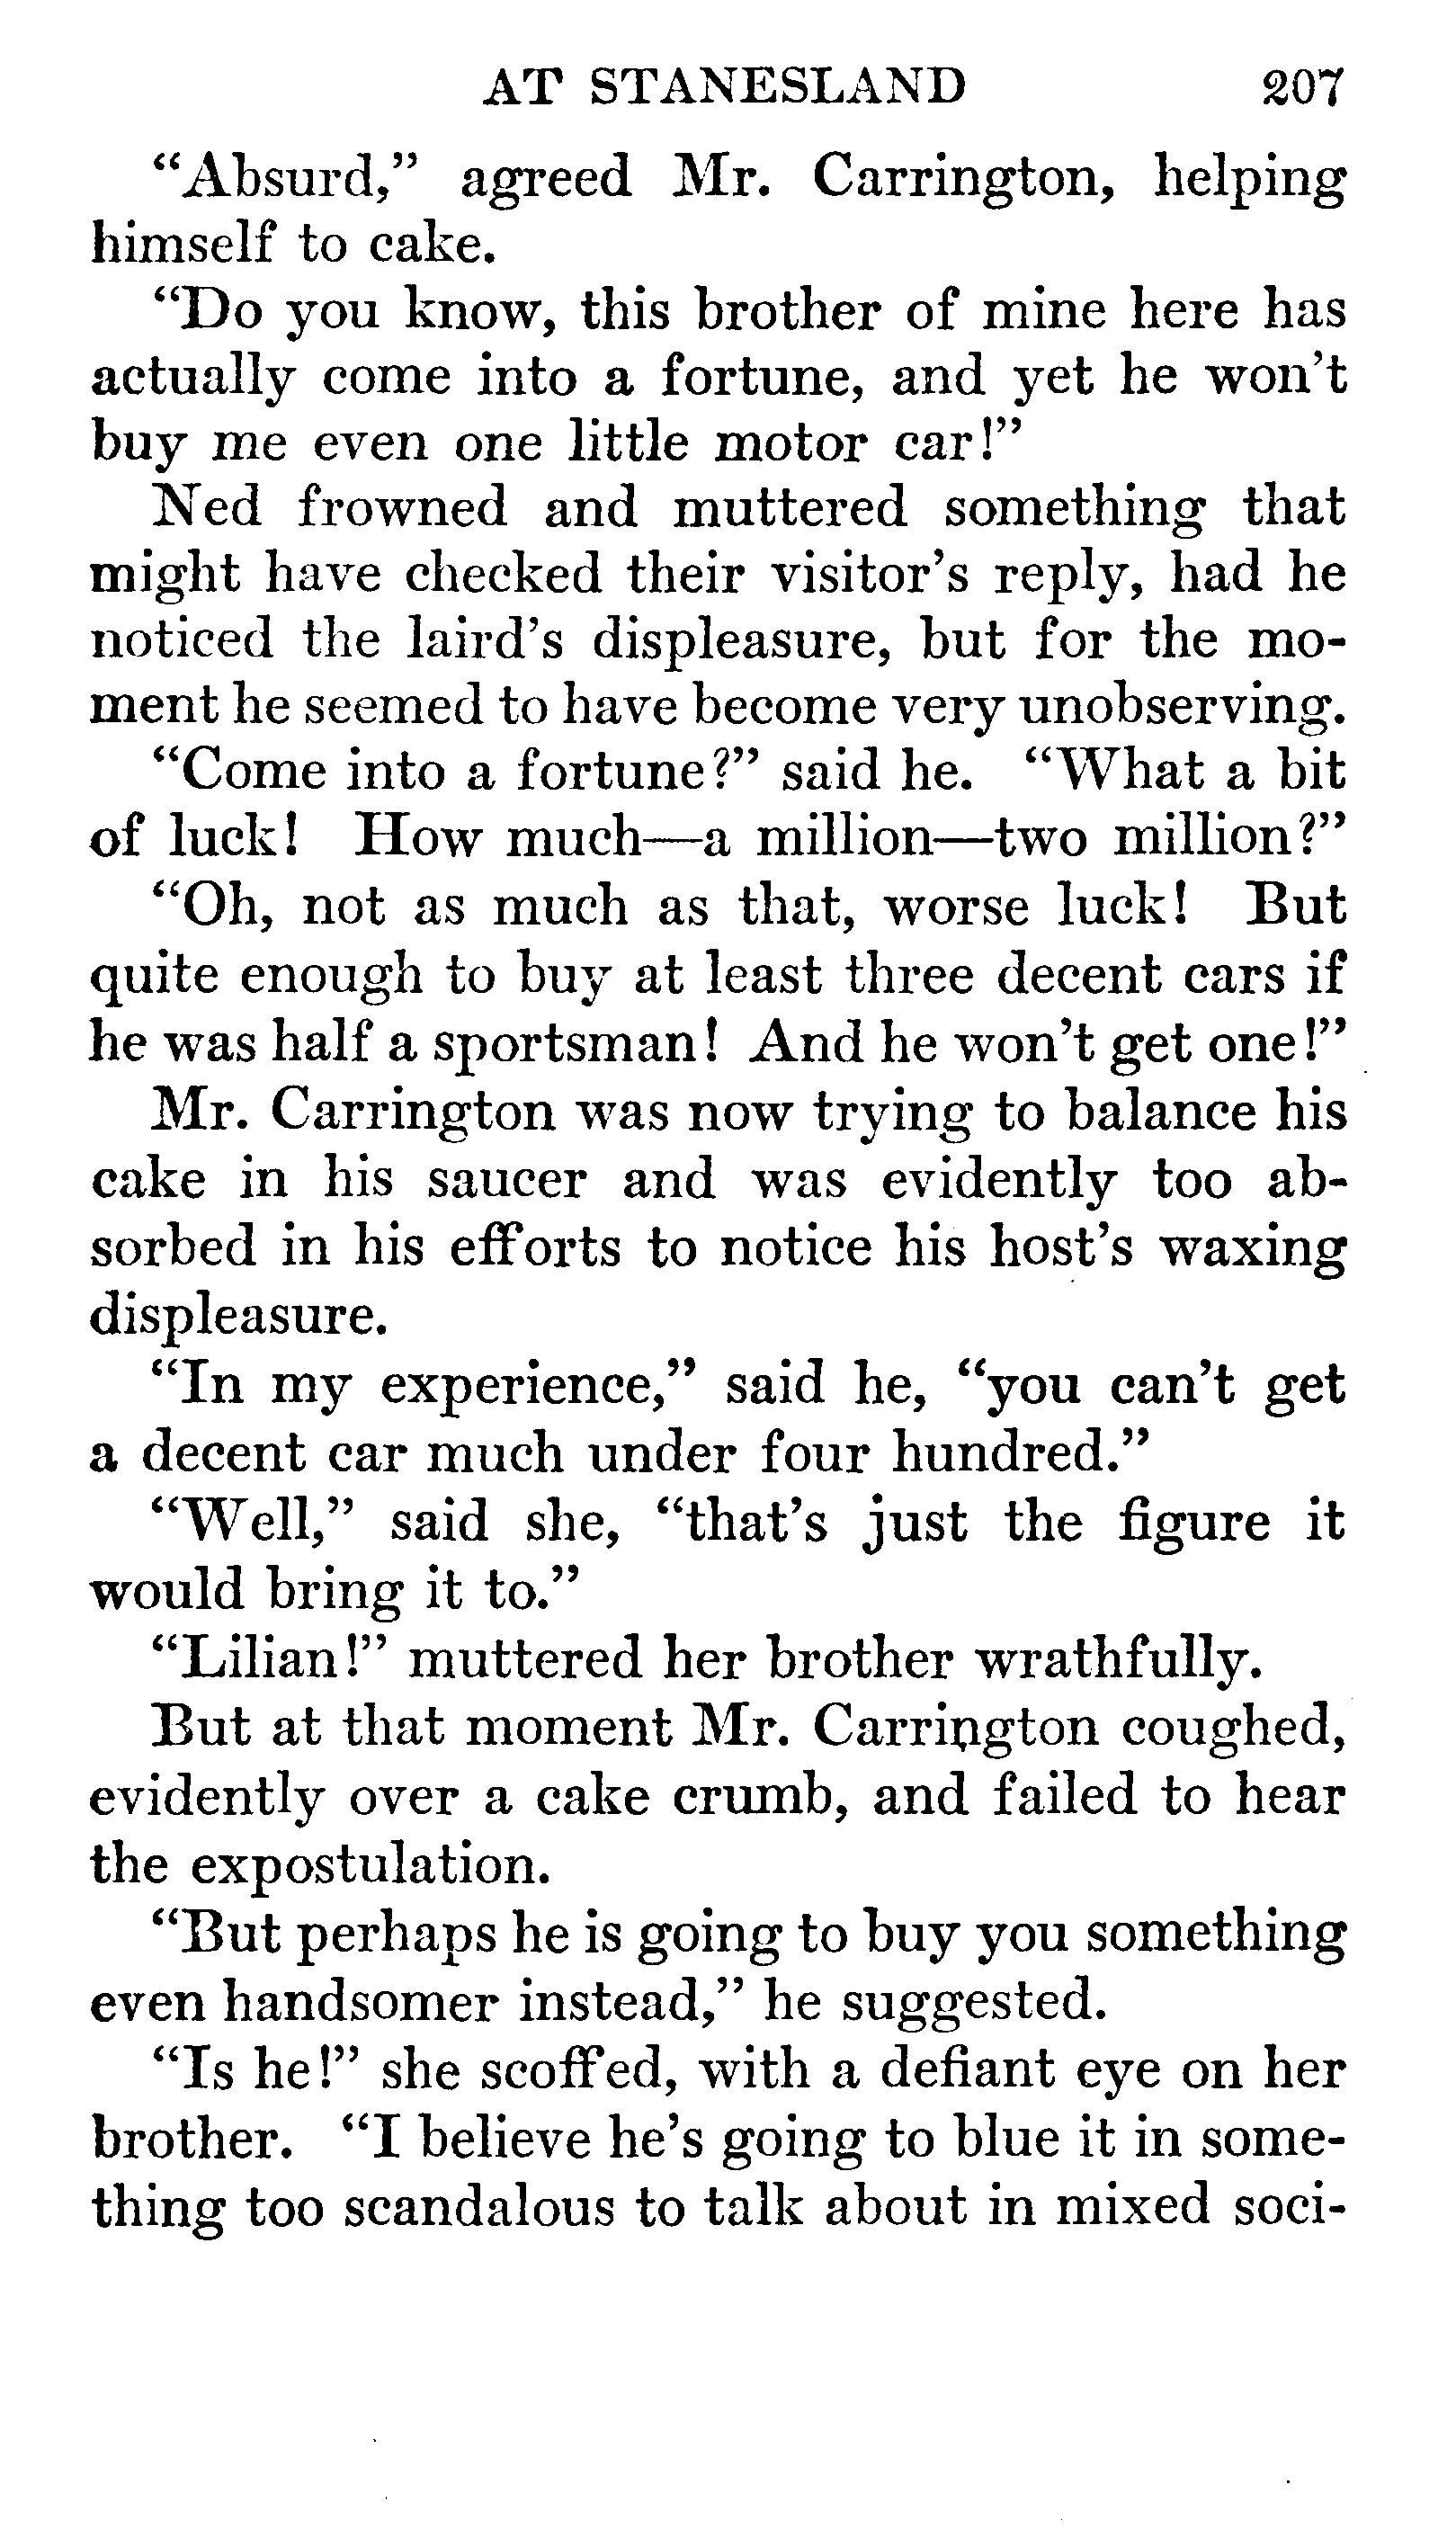 AT STANESLAND 207
“Absurd,” agreed Mr. Carrington, helping
himself to cake.
“Do you know, this brother of mine here has
actually come into a fortune, and yet he won't
buy me even one little motor car!”
Ned frowned and muttered something that
might have checked their visitor's reply, had he
noticed the laird's displeasure, but for the mo-
ment he seemed to have become very unobserving.
“Come into a fortune?” said he. “What a bit
of luck! How much—a million—two million?”
“Oh, not as much as that, worse luck! But
quite enough to buy at least three decent cars if
he was half a sportsman! And he won't get one!”
Mr. Carrington was now trying to balance his
cake in his saucer and was evidently too ab-
sorbed in his efforts to notice his host's waxing
displeasure.
“In my experience,” said he, “you can't get
a decent car much under four hundred.”
“Well,” said she, “that's just the figure it
would bring it to.”
“Lilian!” muttered her brother wrathfully.
But at that moment Mr. Carrington coughed,
evidently over a cake crumb, and failed to hear
the expostulation.
“But perhaps he is going to buy you something
even handsomer instead,” he suggested.
“Is he!” she scoffed, with a defiant eye on her
brother. “I believe he's going to blue it in some-
thing too scandalous to talk about in mixed soci-